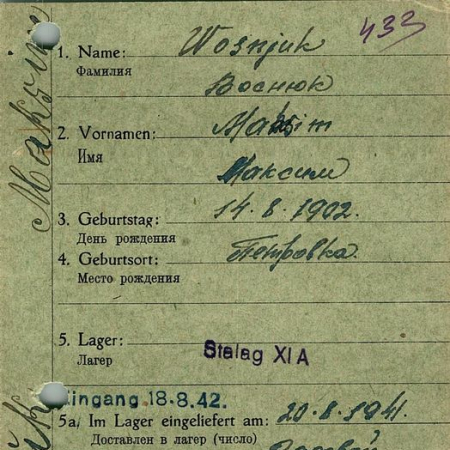 433
1. Name: Wosnjuk
Фамилия
Воснюк
2. Vornamen: Maksim
Имя
Максим
3. Geburtstag: 14.8.1902.
День рождения
4. Geburtsort: Петровка.
Место рождения
5. Lager: Stalag XI A
Лагерь
Eingang 18.8.42.
5a. Im Lager eingeliefert am: 20.8.1941.
Доставлен в лагерь (число)